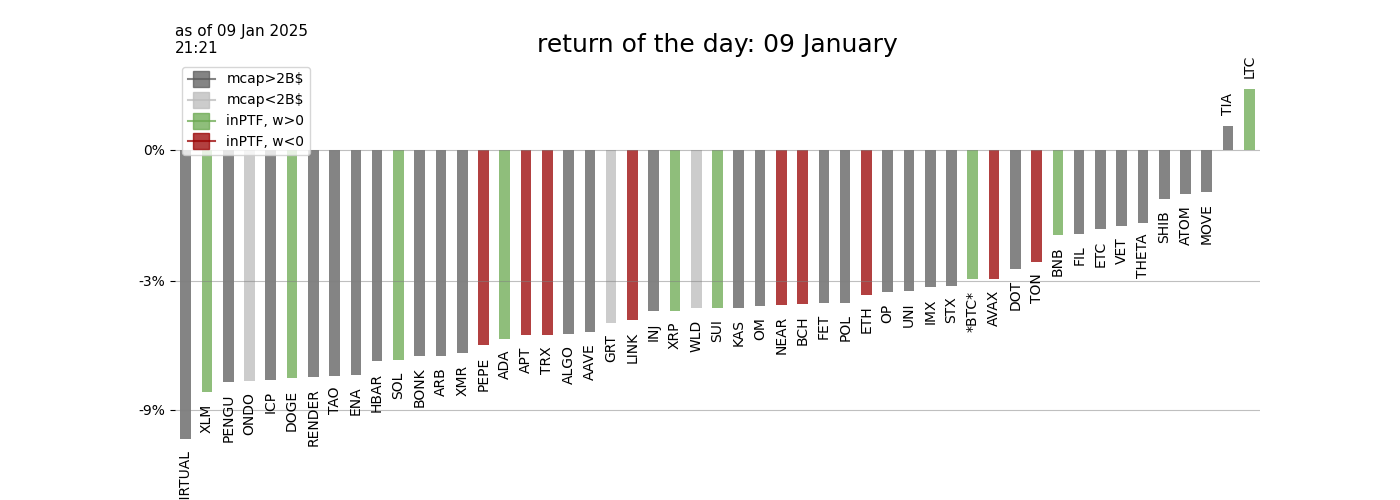 as of 09 Jan 2025
21:21
return of the day: 09 January
mcap>2B$
mcap<2B$
inPTF, w>0
inPTF, w<0
0%
-3%
-9%
IRTUAL
XLM
PENGU
ONDO
ICP
DOGE
RENDER
TAO
ENA
HBAR
SOL
BONK
ARB
XMR
PEPE
ADA
APT
TRX
ALGO
AAVE
GRT
LINK
INJ
XRP
WLD
SUI
KAS
OM
NEAR
BCH
FET
POL
ETH
OP
UNI
IMX
STX
*BTC*
AVAX
DOT
TON
BNB
FIL
ETC
VET
THETA
SHIB
ATOM
MOVE
TIA
LTC